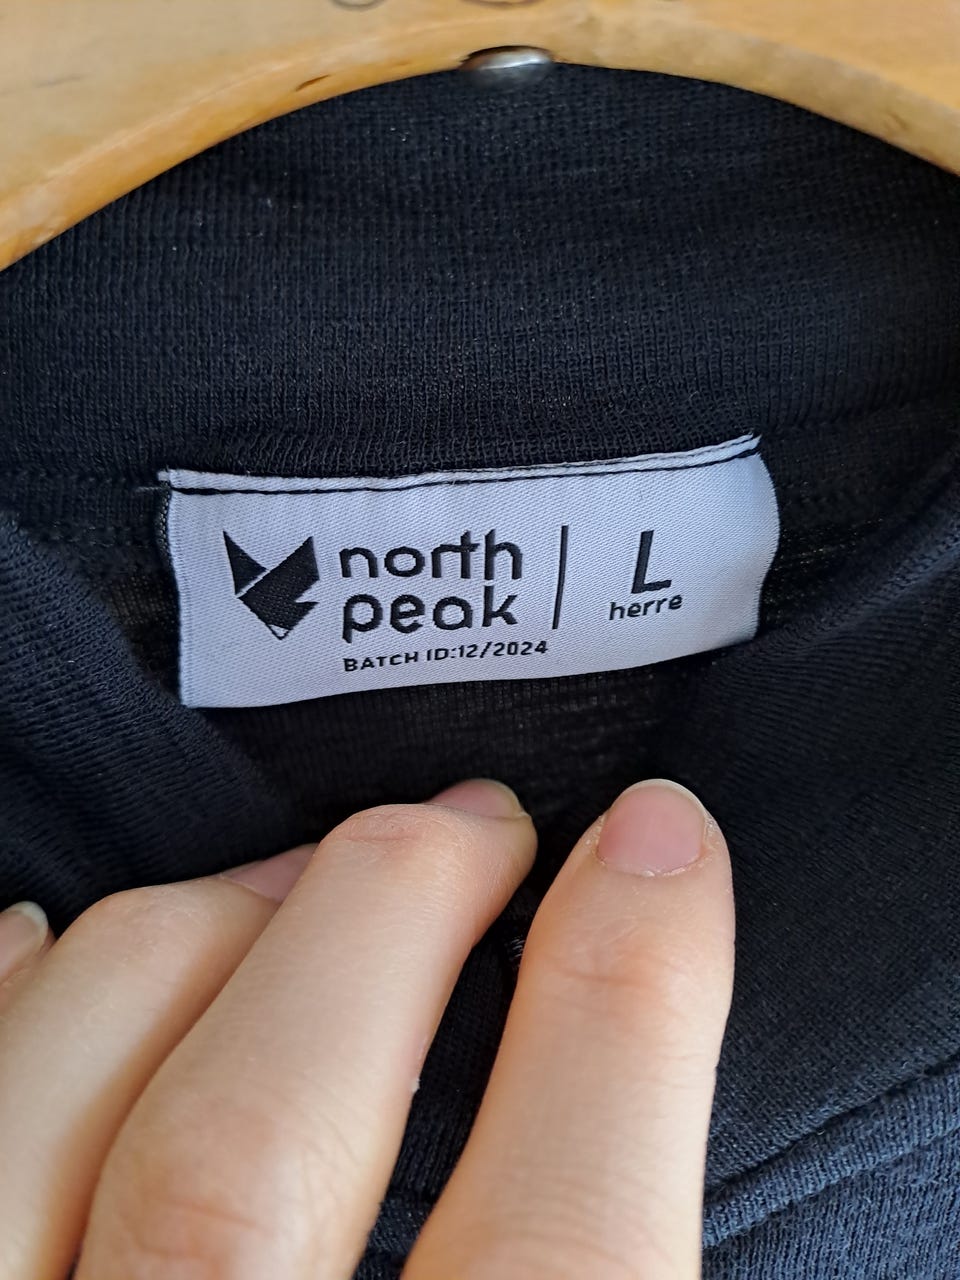 north
peak
BATCH ID:12/2024
L
herre